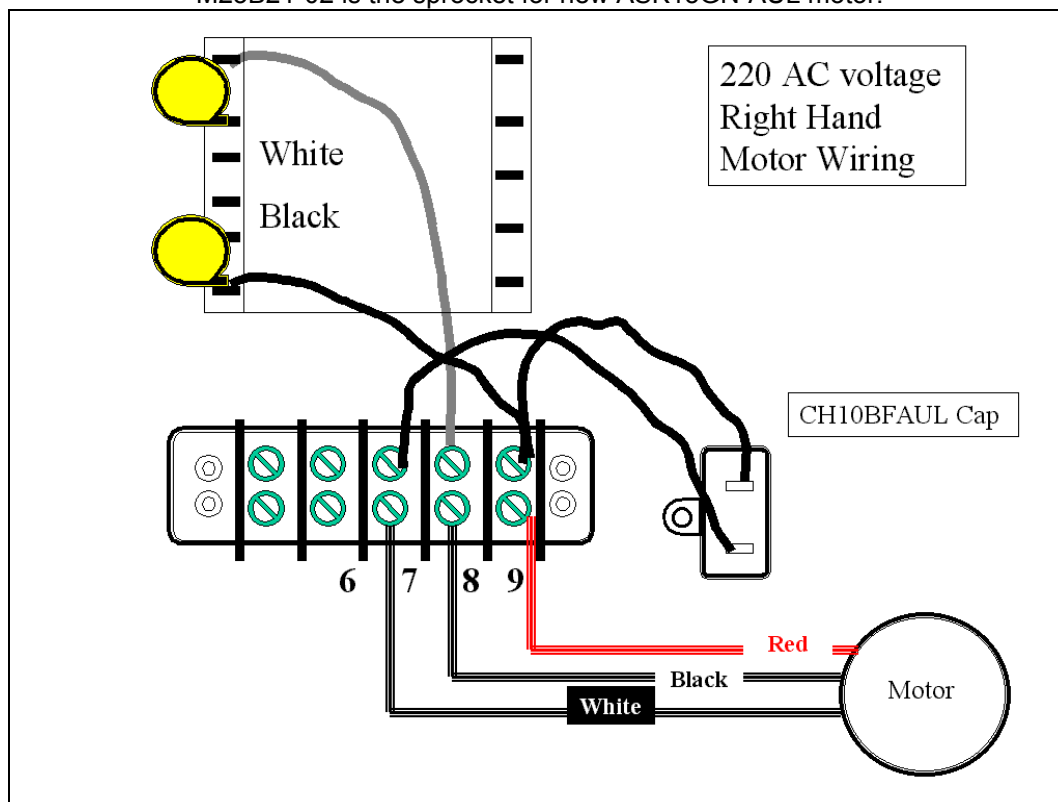 220 AC voltage
Right Hand
Motor Wiring
White
Black
CH10BFAUL Cap
6 7 8 9
Red
Black
White
Motor